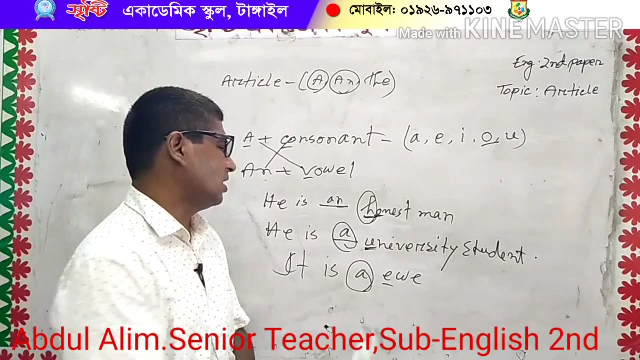 সৃষ্টি একাডেমিক স্কুল, টাঙ্গাইল মোবাইল: ০১৯২৬-৯৭১১০৩
Made with KINEMASTER
Eng: 2nd paper
Topic: Article
Article - (A An The)
A + consonant - (a, e, i, o, u)
An + vowel
He is an honest man
He is a university student.
It is a ewe
Abdul Alim.Senior Teacher,Sub-English 2nd